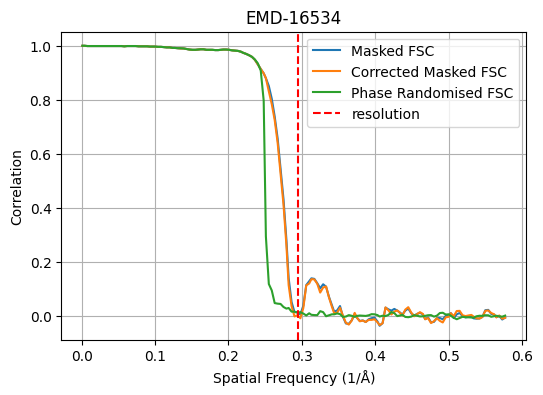 EMD-16534
1.0
0.8
0.6
0.4
0.2
0.0
Correlation
Masked FSC
Corrected Masked FSC
Phase Randomised FSC
resolution
0.0 0.1 0.2 0.3 0.4 0.5 0.6
Spatial Frequency (1/Å)